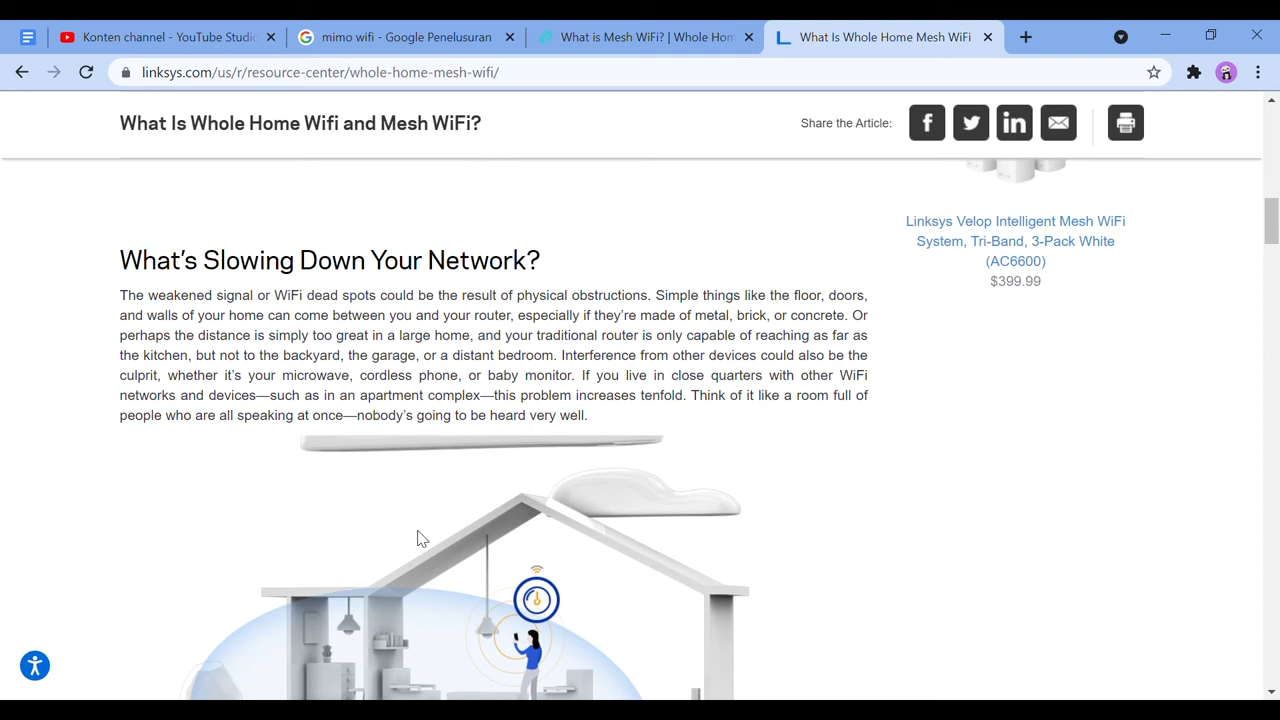 Konten channel - YouTube Studio
mimo wifi - Google Penelusuran
What is Mesh WiFi? | Whole Hom
What Is Whole Home Mesh WiFi
linksys.com/us/r/resource-center/whole-home-mesh-wifi/
What Is Whole Home Wifi and Mesh WiFi?
Share the Article:
Linksys Velop Intelligent Mesh WiFi
System, Tri-Band, 3-Pack White
(AC6600)
$399.99
What's Slowing Down Your Network?
The weakened signal or WiFi dead spots could be the result of physical obstructions. Simple things like the floor, doors,
and walls of your home can come between you and your router, especially if they're made of metal, brick, or concrete. Or
perhaps the distance is simply too great in a large home, and your traditional router is only capable of reaching as far as
the kitchen, but not to the backyard, the garage, or a distant bedroom. Interference from other devices could also be the
culprit, whether it's your microwave, cordless phone, or baby monitor. If you live in close quarters with other WiFi
networks and devices—such as in an apartment complex—this problem increases tenfold. Think of it like a room full of
people who are all speaking at once—nobody's going to be heard very well.